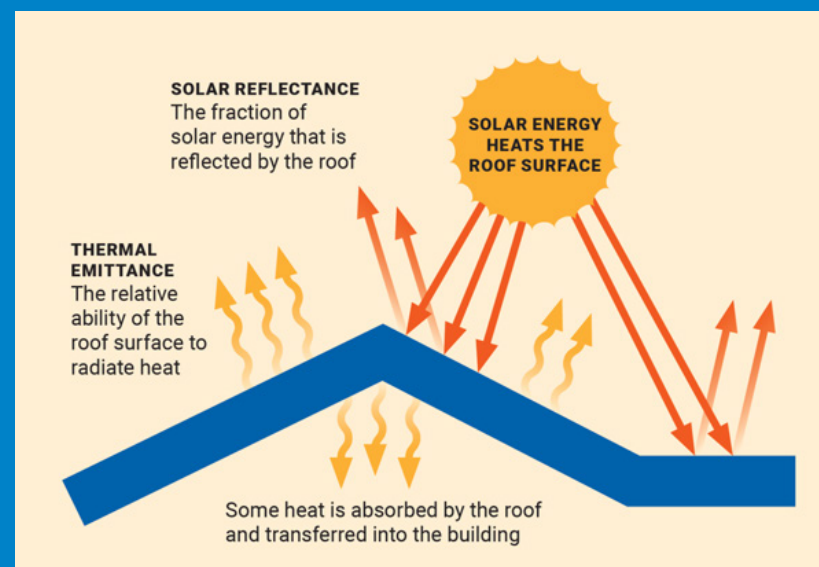 SOLAR REFLECTANCE
The fraction of
solar energy that is
reflected by the roof
SOLAR ENERGY
HEATS THE
ROOF SURFACE
THERMAL
EMITTANCE
The relative
ability of the
roof surface to
radiate heat
Some heat is absorbed by the roof
and transferred into the building